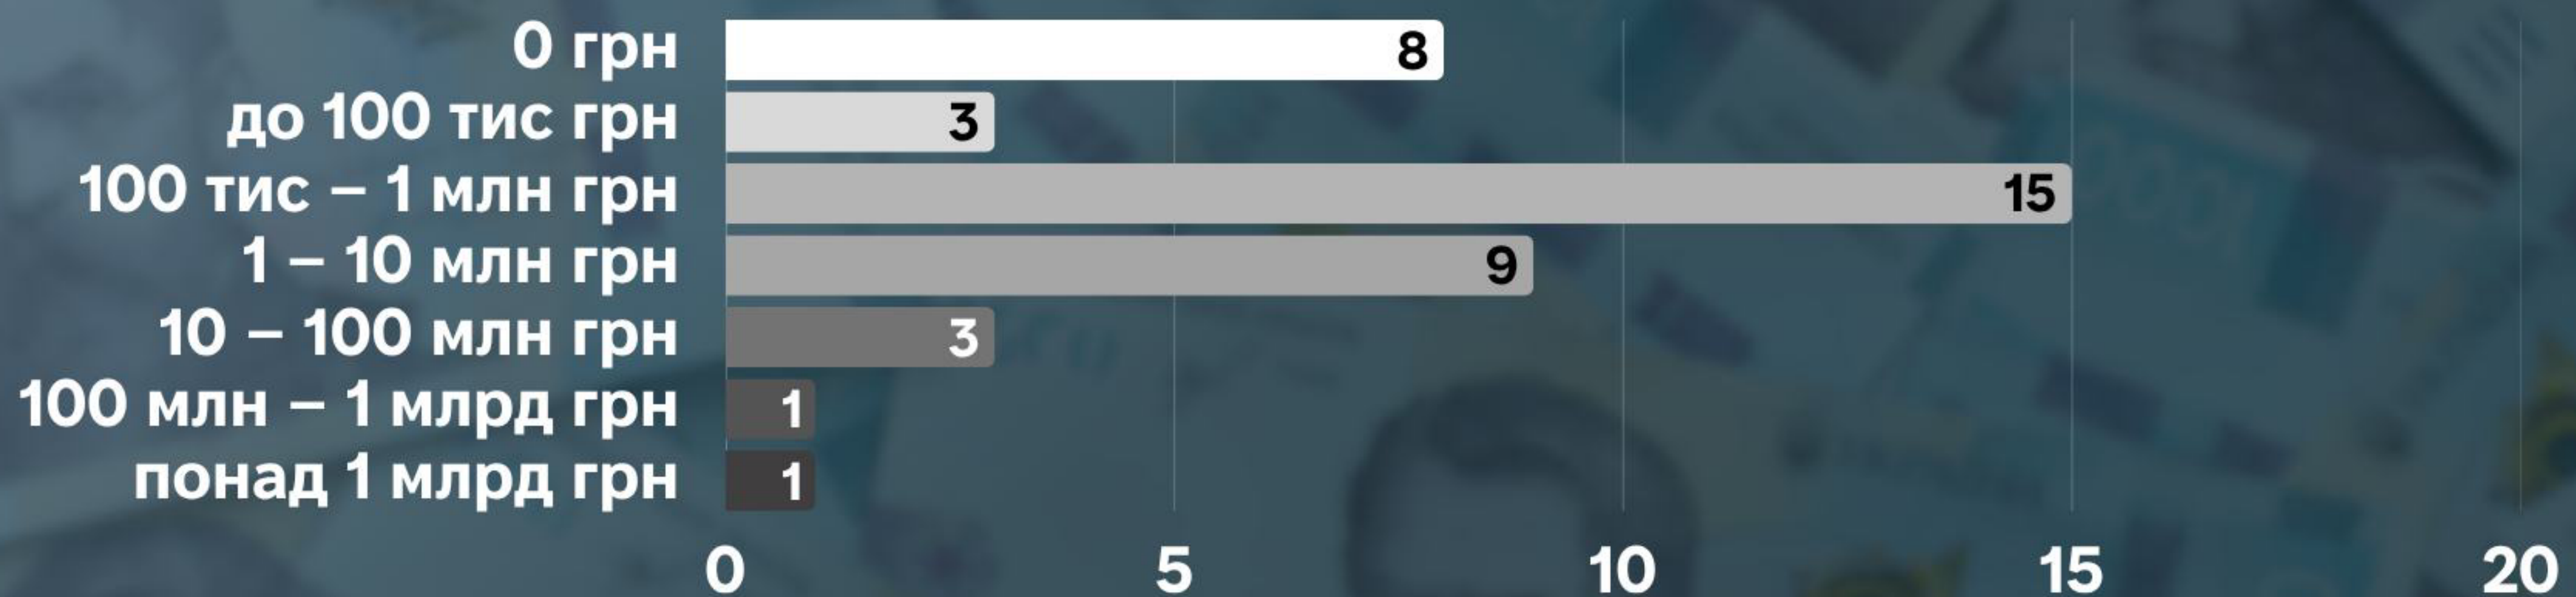 0 грн 8
до 100 тис грн 3
100 тис – 1 млн грн 15
1 – 10 млн грн 9
10 – 100 млн грн 3
100 млн – 1 млрд грн 1
понад 1 млрд грн 1
0 5 10 15 20